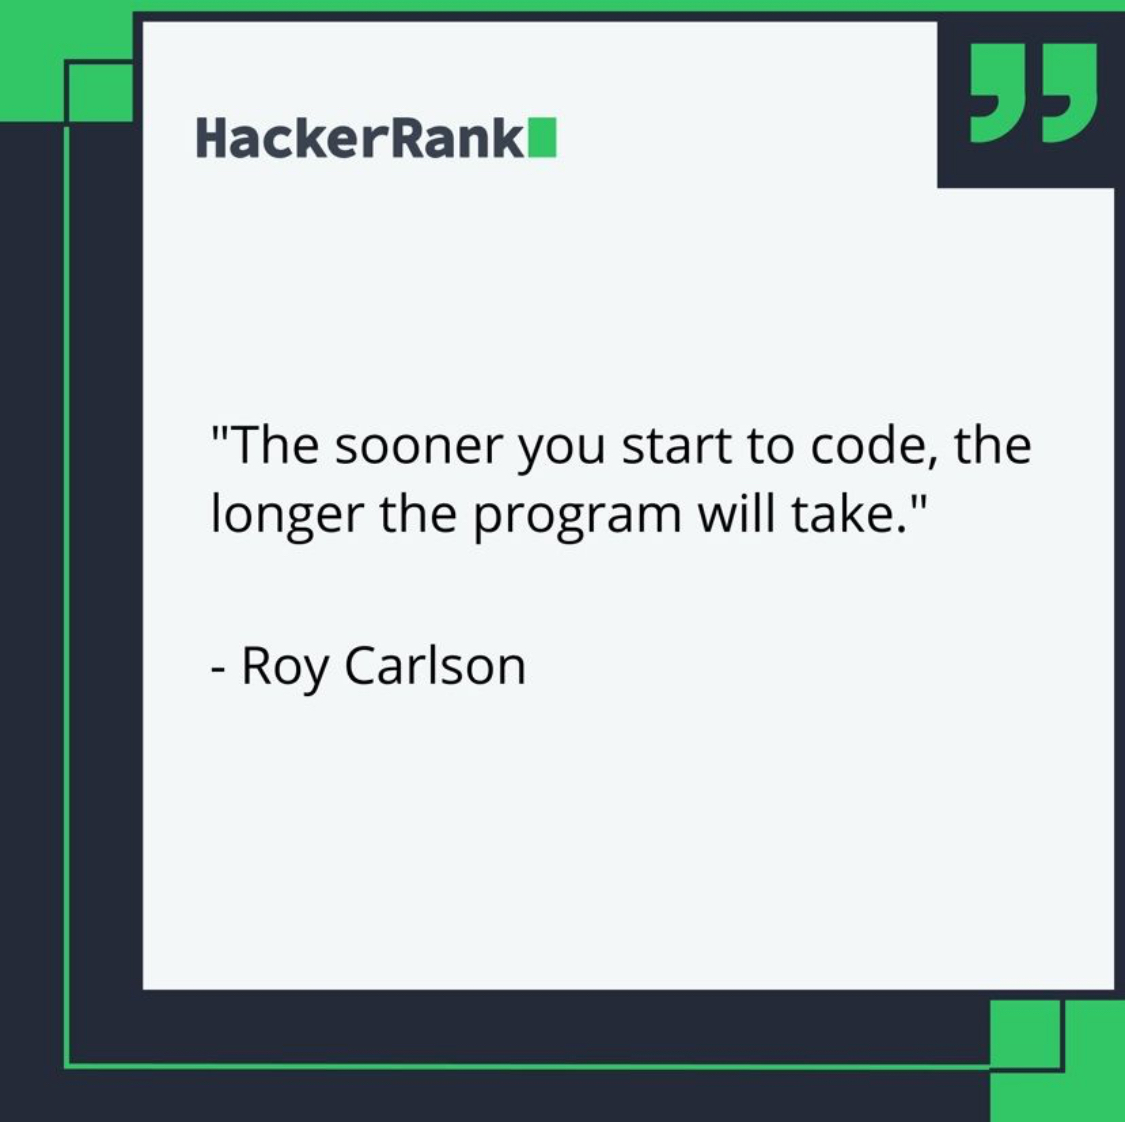 HackerRank
"The sooner you start to code, the
longer the program will take."
- Roy Carlson